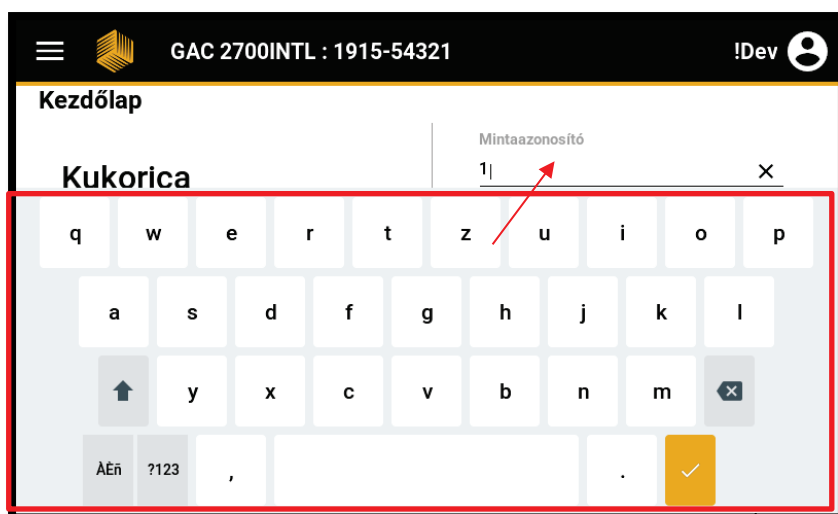 GAC 2700INTL : 1915-54321 !Dev
Kezdőlap
Mintaazonosító
Kukorica
1
q w e r t z u i o p
a s d f g h j k l
y x c v b n m
ÀÈñ ?123 , .